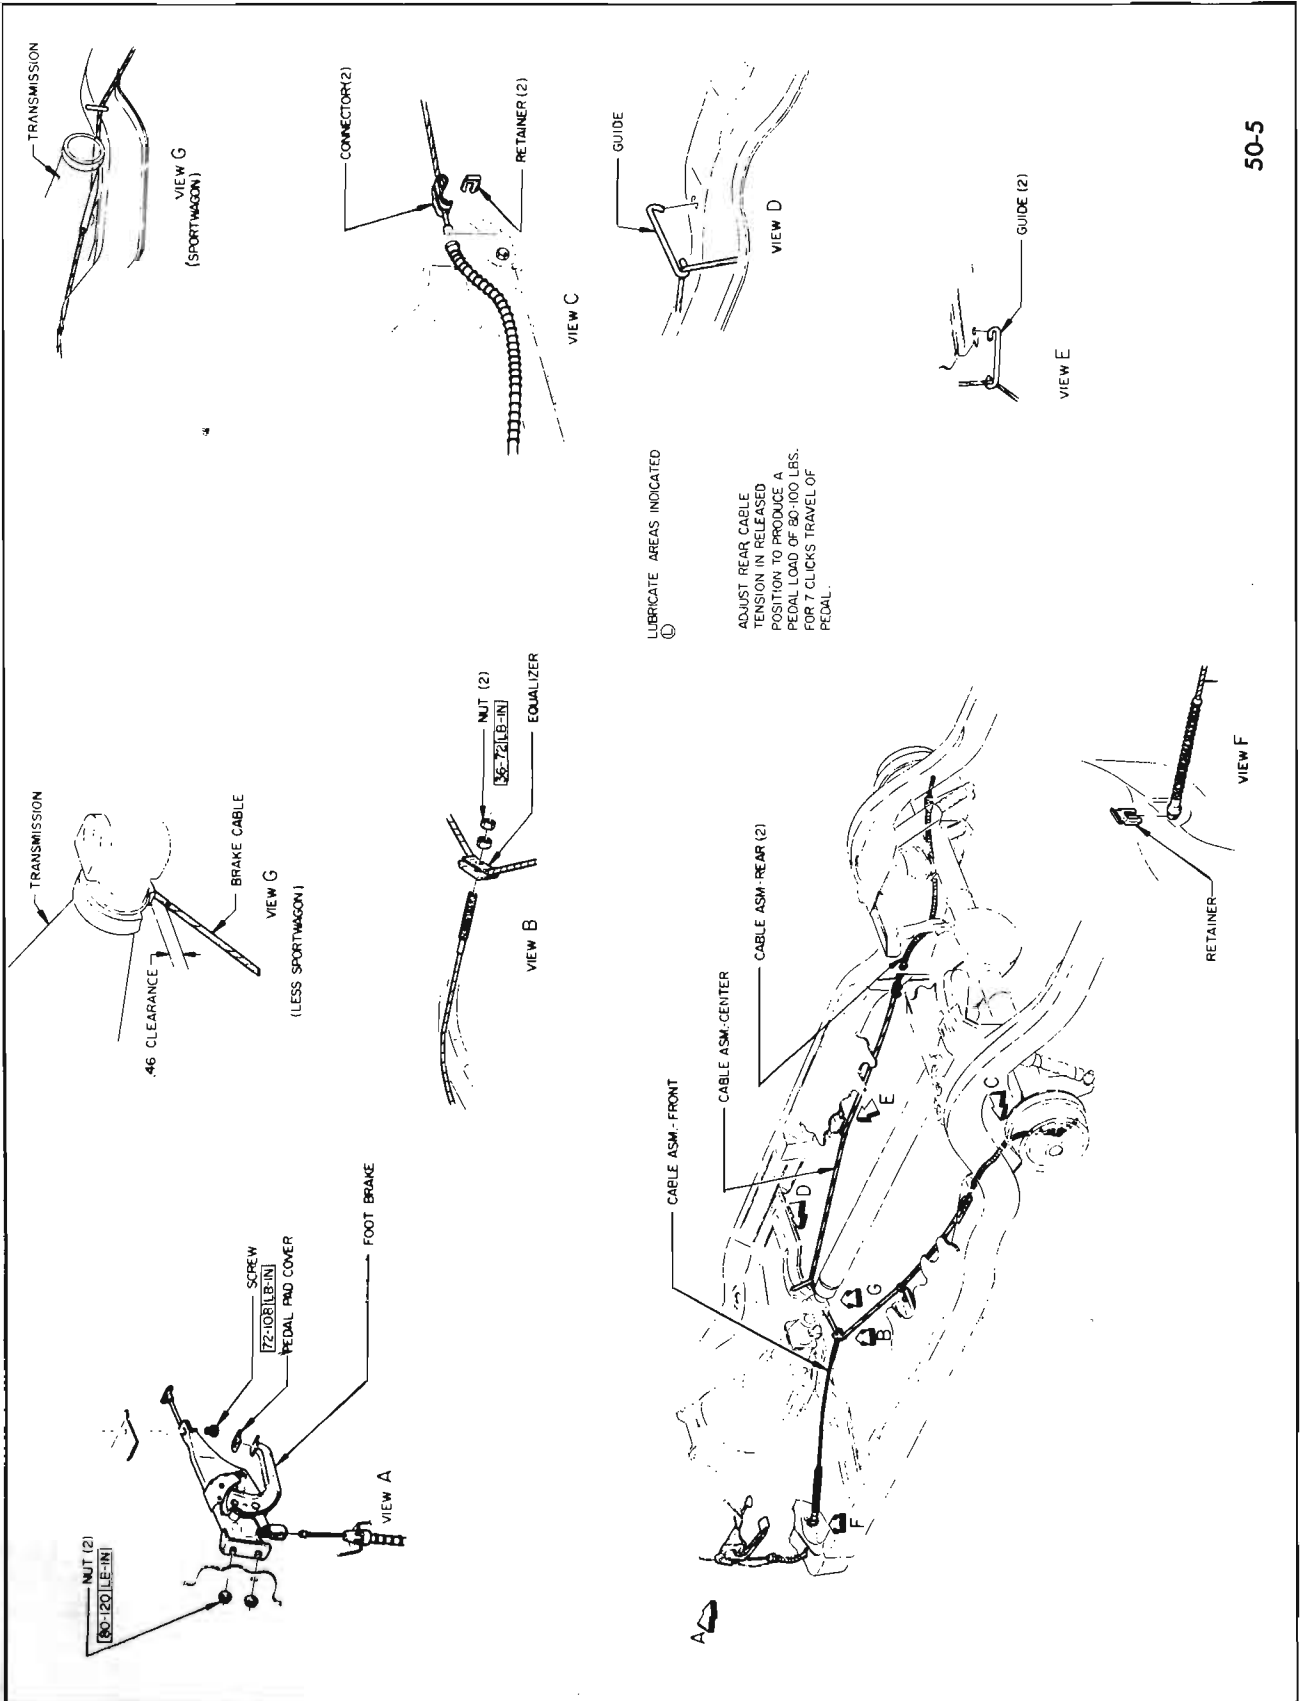 NUT (2)
80-120 LB-IN
SCREW
72-108 LB-IN
PEDAL PAD COVER
FOOT BRAKE
VIEW A
TRANSMISSION
.46 CLEARANCE
BRAKE CABLE
VIEW G
(LESS SPORTWAGON)
TRANSMISSION
VIEW G
(SPORTWAGON)
NUT (2)
36-72 LB-IN
EQUALIZER
VIEW B
CONNECTOR(2)
RETAINER (2)
VIEW C
LUBRICATE AREAS INDICATED
Ⓛ
ADJUST REAR CABLE
TENSION IN RELEASED
POSITION TO PRODUCE A
PEDAL LOAD OF 80-100 LBS.
FOR 7 CLICKS TRAVEL OF
PEDAL.
GUIDE
VIEW D
GUIDE (2)
VIEW E
CABLE ASM.-FRONT
CABLE ASM.-CENTER
CABLE ASM-REAR (2)
A
F
B
G
D
E
C
RETAINER
VIEW F
50-5